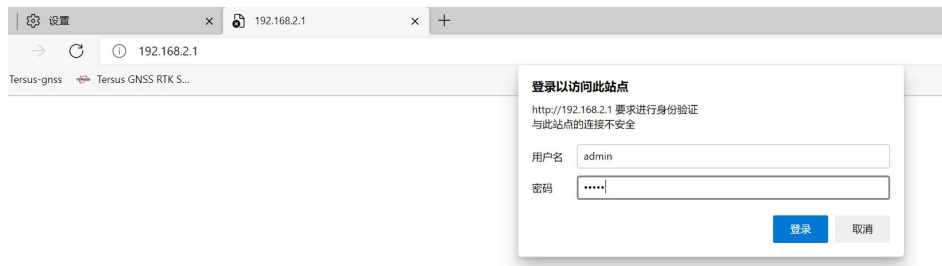 设置
192.168.2.1
192.168.2.1
Tersus-gnss Tersus GNSS RTK S...
登录以访问此站点
http://192.168.2.1 要求进行身份验证
与此站点的连接不安全
用户名 admin
密码 •••••
登录 取消